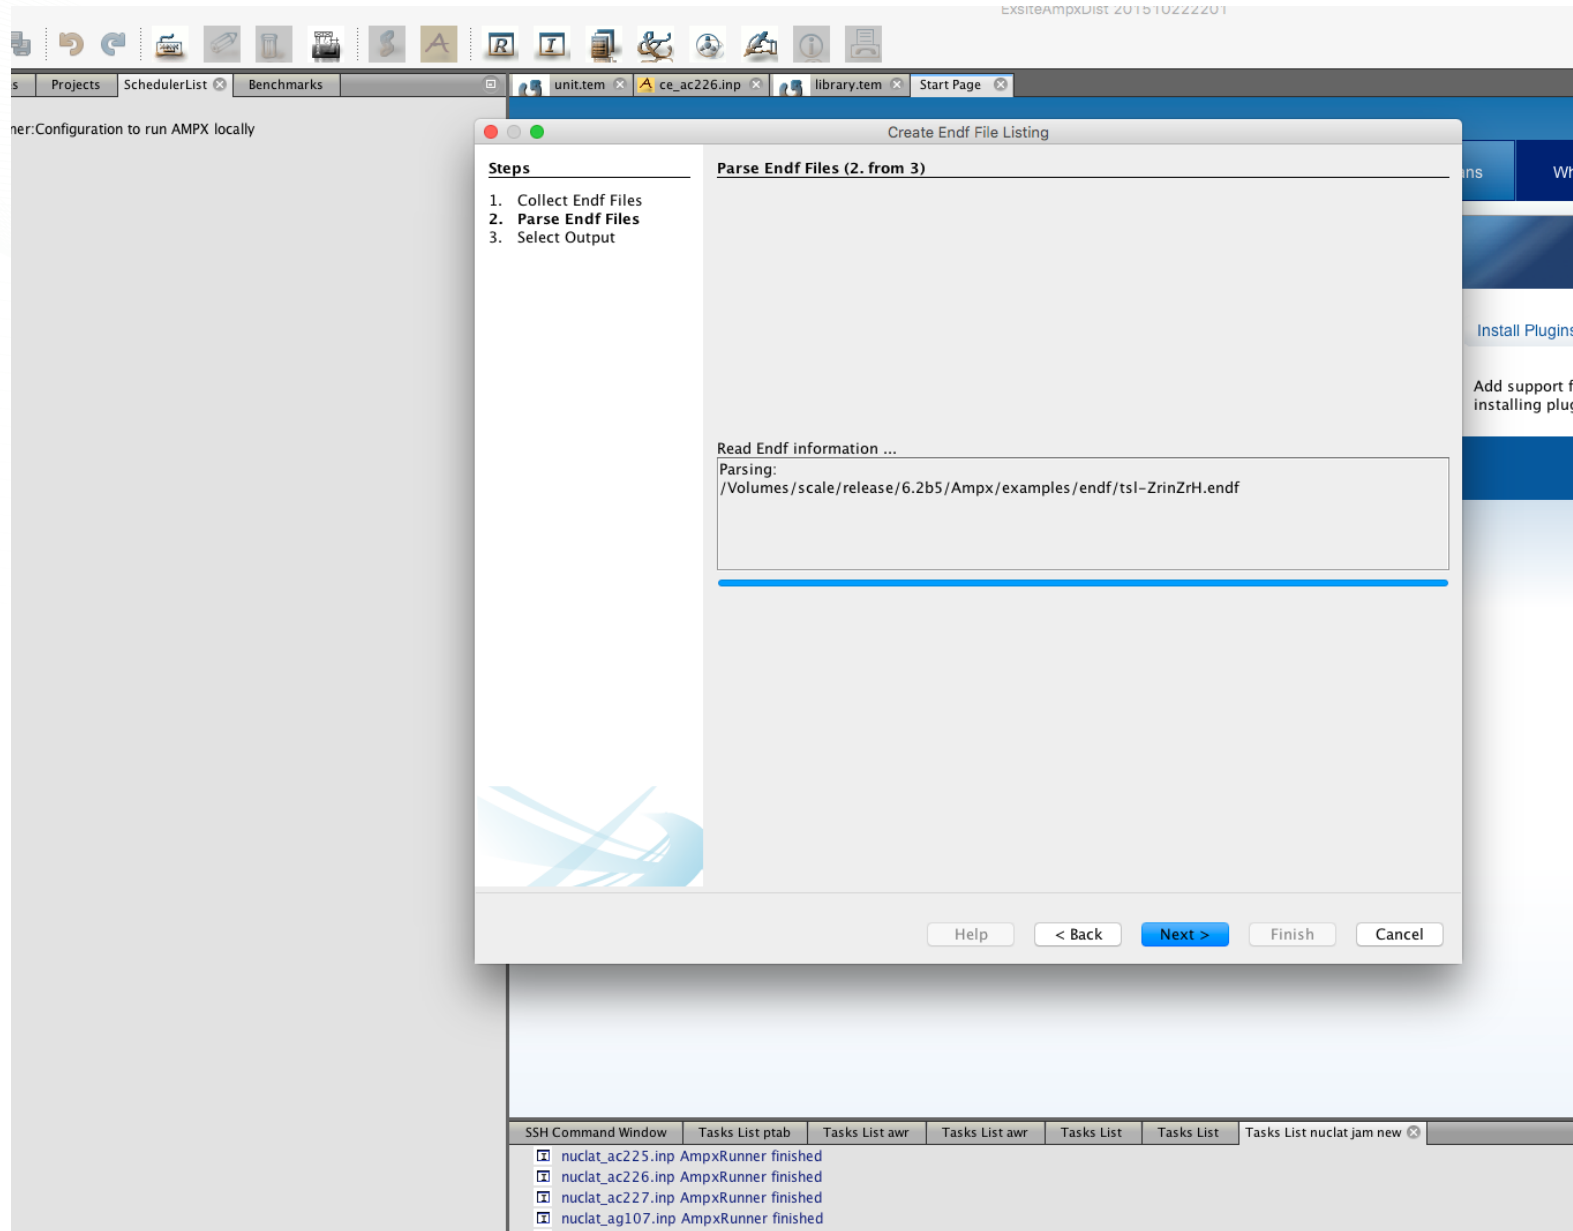 ExsiteAmpxDist 201510222201
R I A
s Projects SchedulerList Benchmarks
unit.tem ce_ac226.inp library.tem Start Page
ner:Configuration to run AMPX locally
Create Endf File Listing
Steps
1. Collect Endf Files
2. Parse Endf Files
3. Select Output
Parse Endf Files (2. from 3)
Read Endf information ...
Parsing:
/Volumes/scale/release/6.2b5/Ampx/examples/endf/tsl-ZrinZrH.endf
Help < Back Next > Finish Cancel
ns Wh
Install Plugins
Add support f
installing plug
SSH Command Window Tasks List ptab Tasks List awr Tasks List awr Tasks List Tasks List Tasks List nuclat jam new
nuclat_ac225.inp AmpxRunner finished
nuclat_ac226.inp AmpxRunner finished
nuclat_ac227.inp AmpxRunner finished
nuclat_ag107.inp AmpxRunner finished